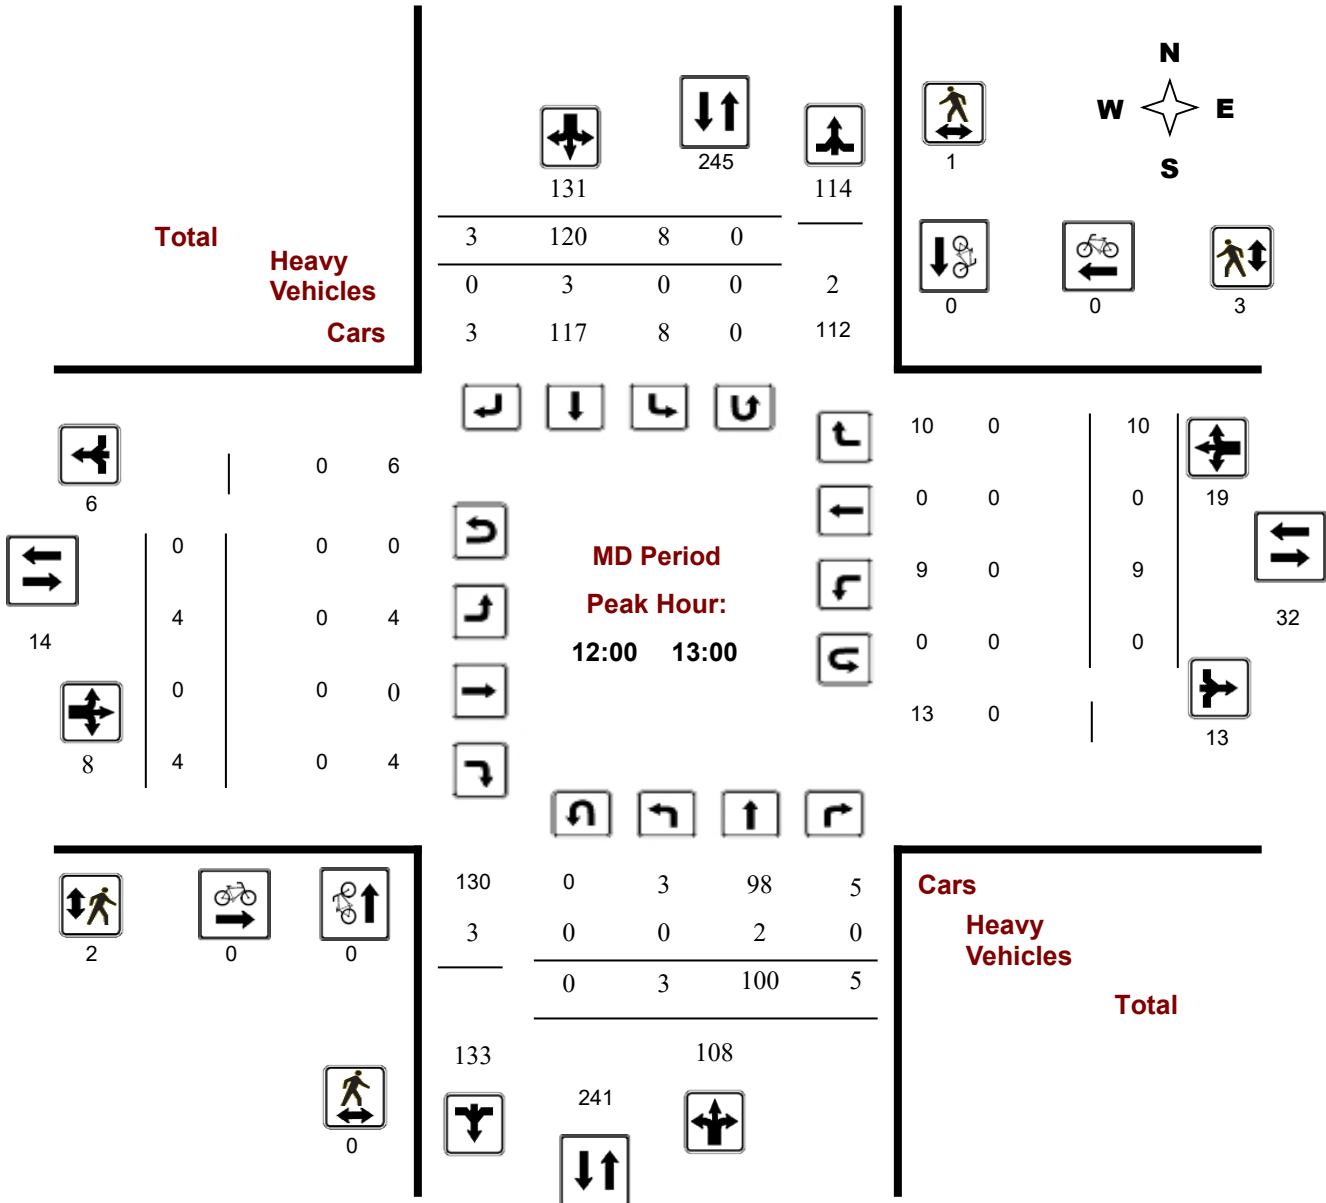 N
W E
S
245
131 114
1
Total 3 120 8 0
Heavy
Vehicles 0 3 0 0 2
Cars 3 117 8 0 112
0 0 3
10 0 10
0 6
6
0 0 0 19
0 0 0
MD Period
9 0 9
Peak Hour:
4 0 4
32
14 0 0 0
12:00 13:00
0 0 0
13 0
13
8 4 0 4
130 0 3 98 5 Cars
3 0 0 2 0 Heavy
Vehicles
2 0 0
0 3 100 5
Total
133 108
241
0